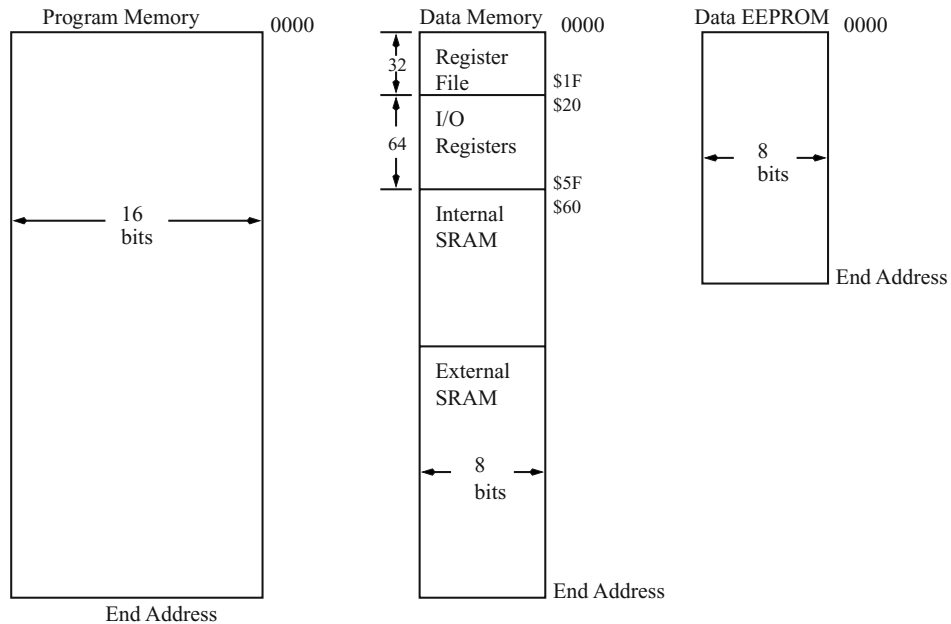 Program Memory
0000
16
bits
End Address
Data Memory
0000
32
Register
File
$1F
$20
64
I/O
Registers
$5F
$60
Internal
SRAM
External
SRAM
8
bits
End Address
Data EEPROM
0000
8
bits
End Address